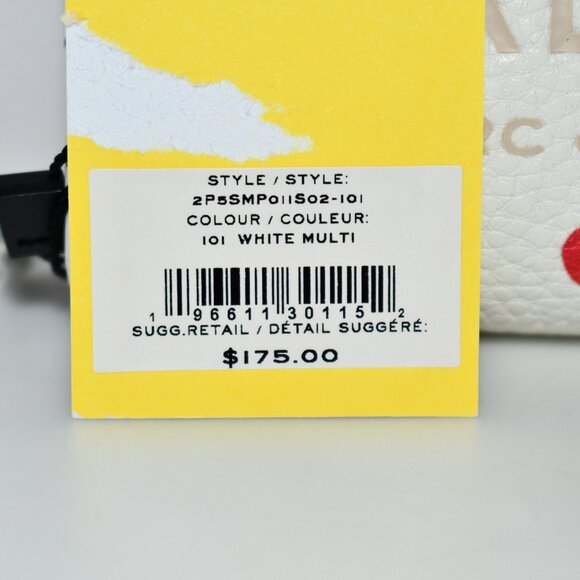 STYLE / STYLE:
2P5SMP011S02-101
COLOUR / COULEUR:
101 WHITE MULTI
1 96611 30115 2
SUGG.RETAIL / DÉTAIL SUGGÉRÉ:
$175.00
RC